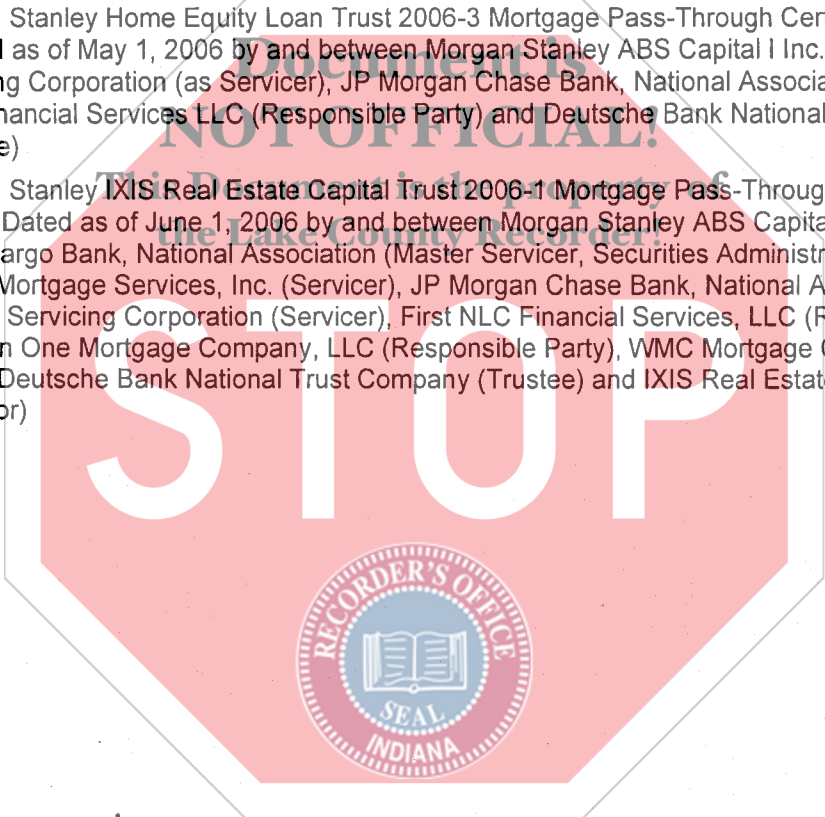 Stanley Home Equity Loan Trust 2006-3 Mortgage Pass-Through Cer
as of May 1, 2006 by and between Morgan Stanley ABS Capital I Inc.
Document is
ng Corporation (as Servicer), JP Morgan Chase Bank, National Associa
nancial Services LLC (Responsible Party) and Deutsche Bank National
NOT OFFICIAL!
e)
Stanley IXIS Real Estate Capital Trust 2006-1 Mortgage Pass-Throug
This Document is the property of
Dated as of June 1, 2006 by and between Morgan Stanley ABS Capita
the Lake County Recorder!
argo Bank, National Association (Master Servicer, Securities Administr
Mortgage Services, Inc. (Servicer), JP Morgan Chase Bank, National A
Servicing Corporation (Servicer), First NLC Financial Services, LLC (R
n One Mortgage Company, LLC (Responsible Party), WMC Mortgage
Deutsche Bank National Trust Company (Trustee) and IXIS Real Estat
or)
STOP
RECORDER'S OFFICE
SEAL
INDIANA